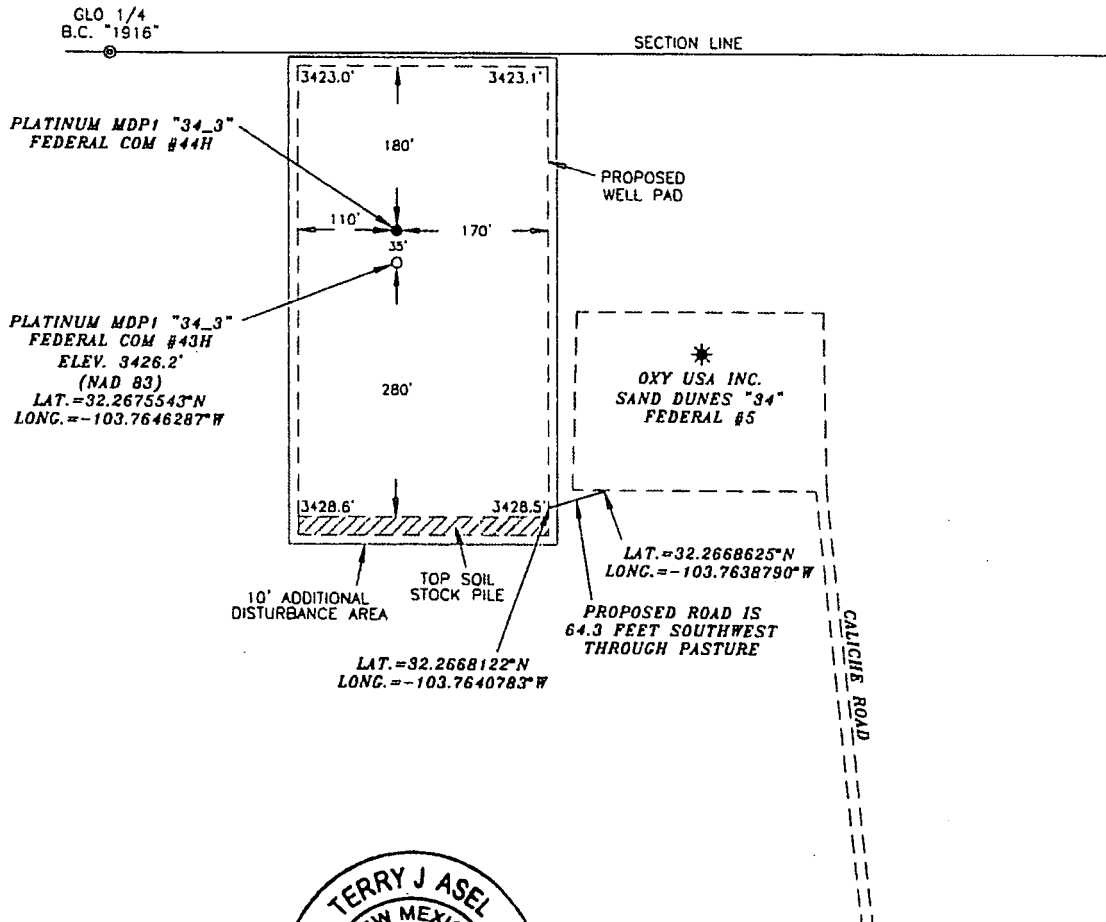 GLO 1/4
B.C. "1916"
SECTION LINE
3423.0'
3423.1'
PLATINUM MDP1 "34_3"
FEDERAL COM #44H
180'
PROPOSED
WELL PAD
110'
170'
35'
PLATINUM MDP1 "34_3"
FEDERAL COM #43H
ELEV. 3426.2'
(NAD 83)
LAT.=32.2675543°N
LONG.=-103.7646287°W
280'
OXY USA INC.
SAND DUNES "34"
FEDERAL #5
3428.6'
3428.5'
10' ADDITIONAL
DISTURBANCE AREA
TOP SOIL
STOCK PILE
LAT.=32.2668625°N
LONG.=-103.7638790°W
PROPOSED ROAD IS
64.3 FEET SOUTHWEST
THROUGH PASTURE
LAT.=32.2668122°N
LONG.=-103.7640783°W
CALICHE ROAD
TERRY J ASEL